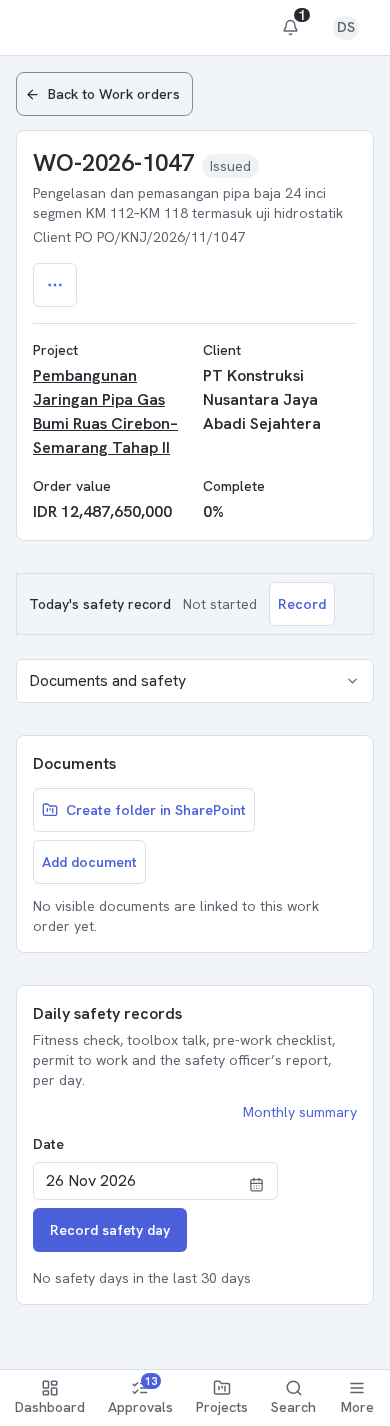 1
DS
Back to Work orders
WO-2026-1047 Issued
Pengelasan dan pemasangan pipa baja 24 inci
segmen KM 112–KM 118 termasuk uji hidrostatik
Client PO PO/KNJ/2026/11/1047
Project
Pembangunan
Jaringan Pipa Gas
Bumi Ruas Cirebon–
Semarang Tahap II
Client
PT Konstruksi
Nusantara Jaya
Abadi Sejahtera
Order value
IDR 12,487,650,000
Complete
0%
Today's safety record Not started Record
Documents and safety
Documents
Create folder in SharePoint
Add document
No visible documents are linked to this work
order yet.
Daily safety records
Fitness check, toolbox talk, pre-work checklist,
permit to work and the safety officer’s report,
per day.
Monthly summary
Date
26 Nov 2026
Record safety day
No safety days in the last 30 days
13
Dashboard Approvals Projects Search More